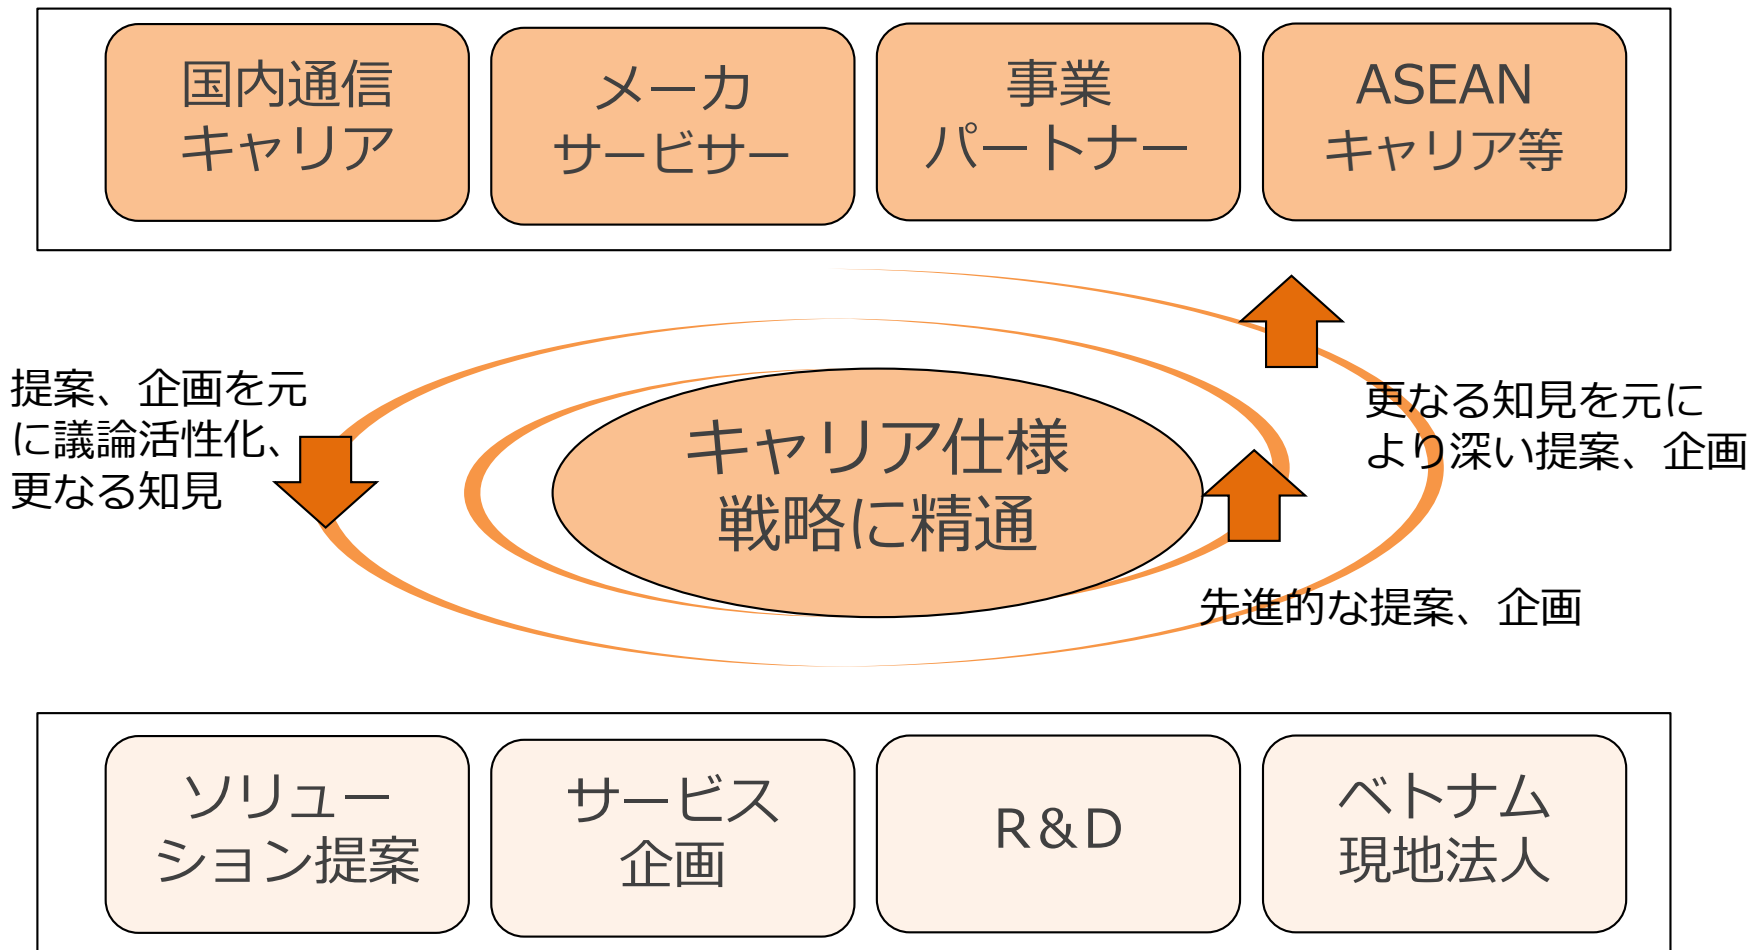 国内通信
キャリア
メーカ
サービサー
事業
パートナー
ASEAN
キャリア等
提案、企画を元
に議論活性化、
更なる知見
キャリア仕様
戦略に精通
更なる知見を元に
より深い提案、企画
先進的な提案、企画
ソリュー
ション提案
サービス
企画
R&D
ベトナム
現地法人